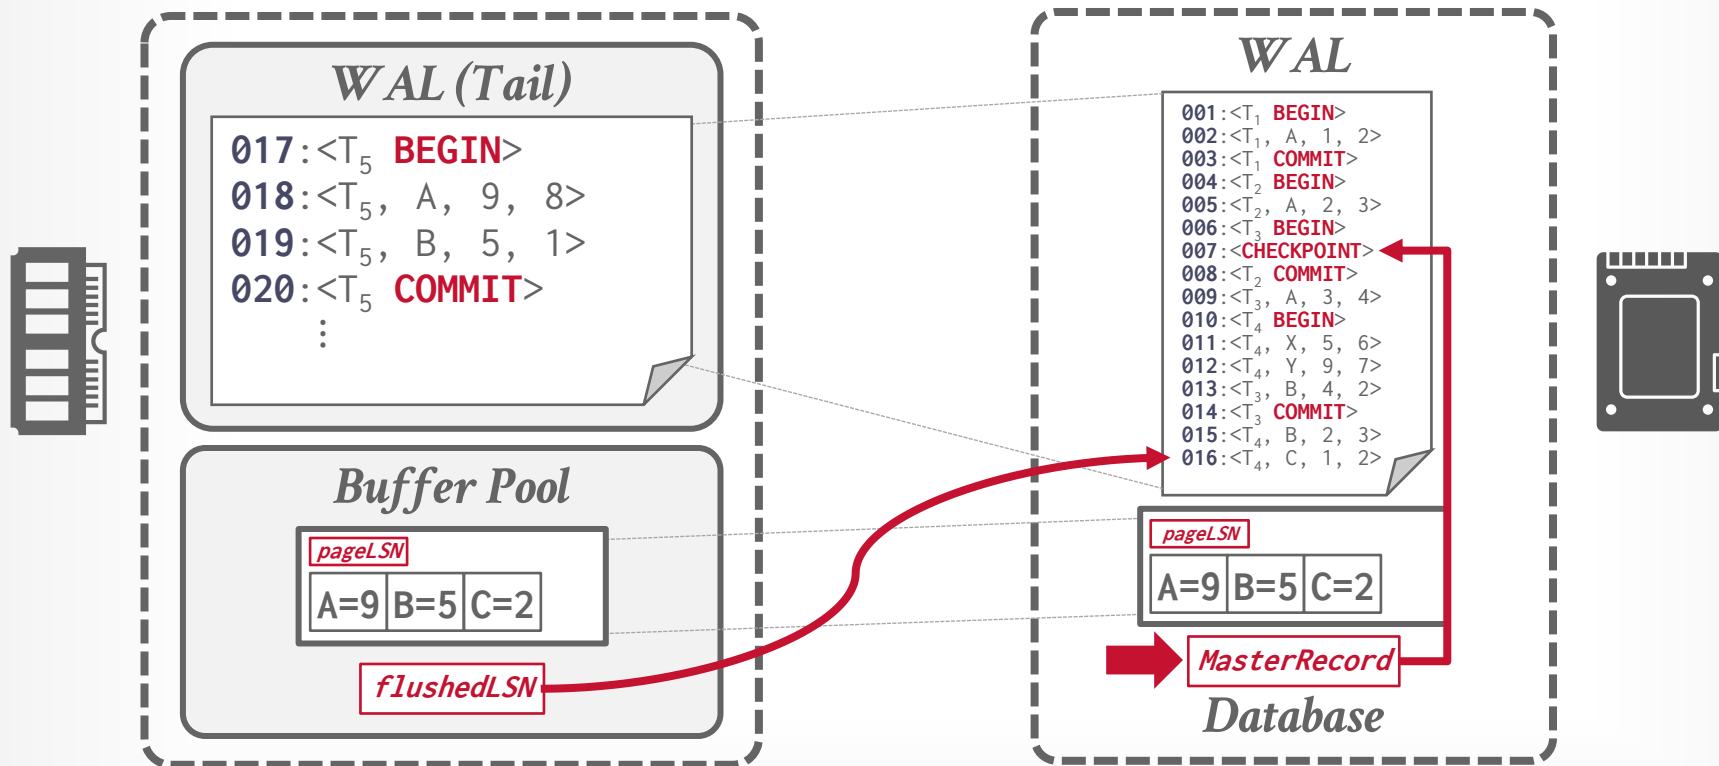 WAL (Tail)
017:<T5 BEGIN>
018:<T5, A, 9, 8>
019:<T5, B, 5, 1>
020:<T5 COMMIT>
⋮
Buffer Pool
pageLSN
A=9 B=5 C=2
flushedLSN
WAL
001:<T1 BEGIN>
002:<T1, A, 1, 2>
003:<T1 COMMIT>
004:<T2 BEGIN>
005:<T2, A, 2, 3>
006:<T3 BEGIN>
007:<CHECKPOINT>
008:<T2 COMMIT>
009:<T3, A, 3, 4>
010:<T4 BEGIN>
011:<T4, X, 5, 6>
012:<T4, Y, 9, 7>
013:<T3, B, 4, 2>
014:<T3 COMMIT>
015:<T4, B, 2, 3>
016:<T4, C, 1, 2>
pageLSN
A=9 B=5 C=2
MasterRecord
Database